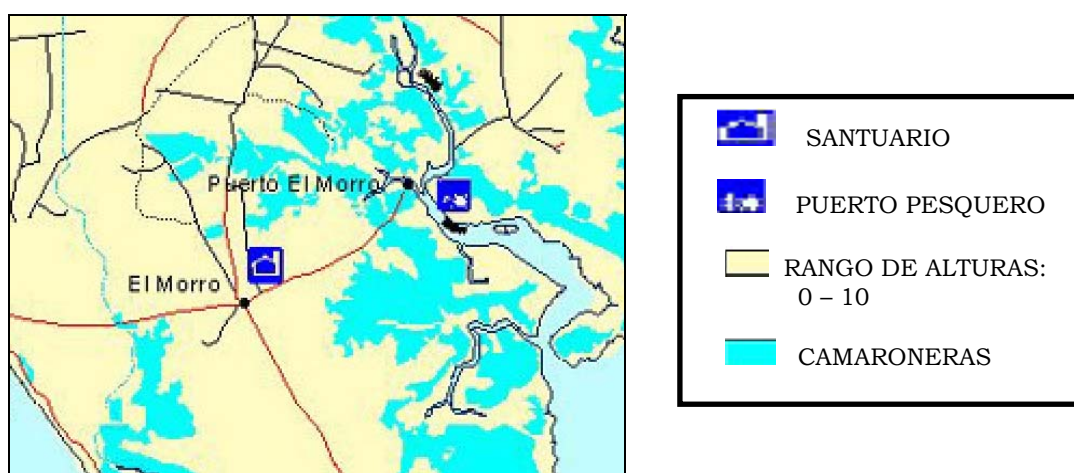 Puerto El Morro
El Morro
SANTUARIO
PUERTO PESQUERO
RANGO DE ALTURAS:
0 – 10
CAMARONERAS